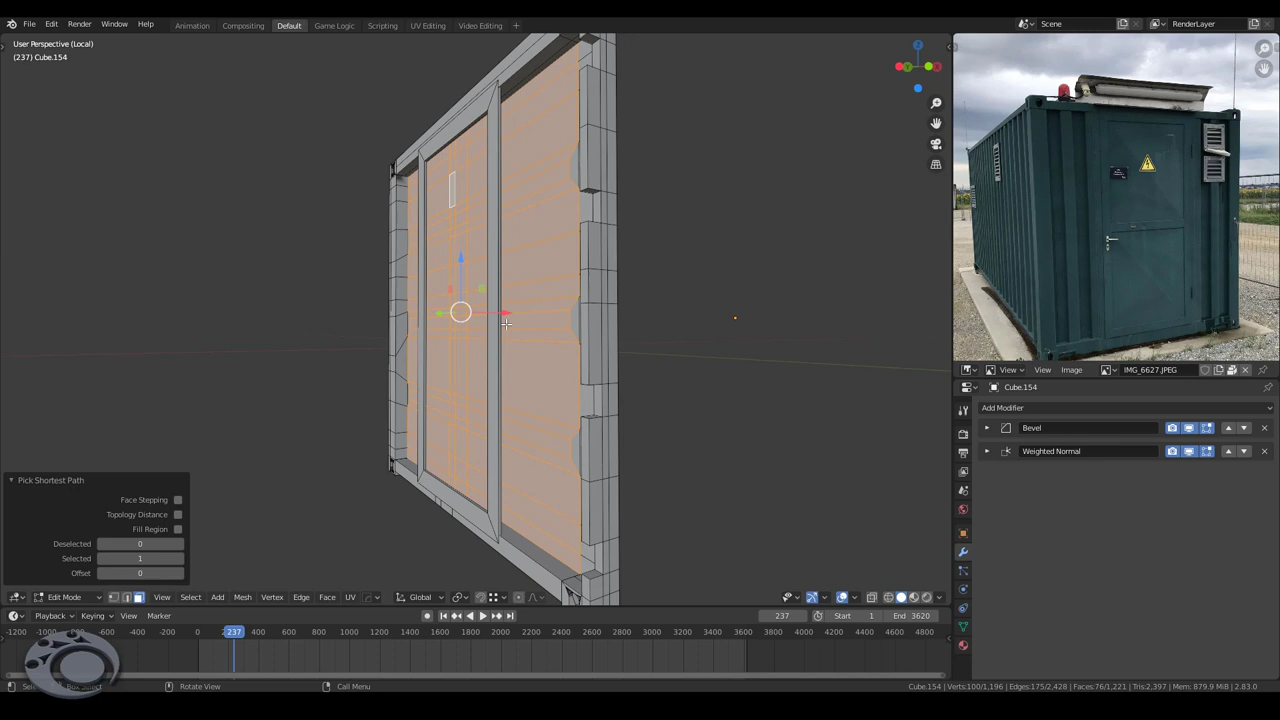 File Edit Render Window Help
Animation Compositing Default Game Logic Scripting UV Editing Video Editing +
Scene
RenderLayer
User Perspective (Local)
(237) Cube.154
Pick Shortest Path
Face Stepping
Topology Distance
Fill Region
Deselected 0
Selected 1
Offset 0
Edit Mode View Select Add Mesh Vertex Edge Face UV Global
View View Image IMG_6627.JPEG
Cube.154
Add Modifier
Bevel
Weighted Normal
Playback Keying View Marker
237 Start 1 End 3620
-1200 -1000 -800 -600 -400 -200 0 237 400 600 800 1000 1200 1400 1600 1800 2000 2200 2400 2600 2800 3000 3200 3400 3600 3800 4000 4200 4400 4600 4800
Rotate View
Call Menu
Cube.154 | Verts:100/1,196 | Edges:175/2,428 | Faces:76/1,221 | Tris:2,397 | Mem: 879.9 MiB | 2.83.0